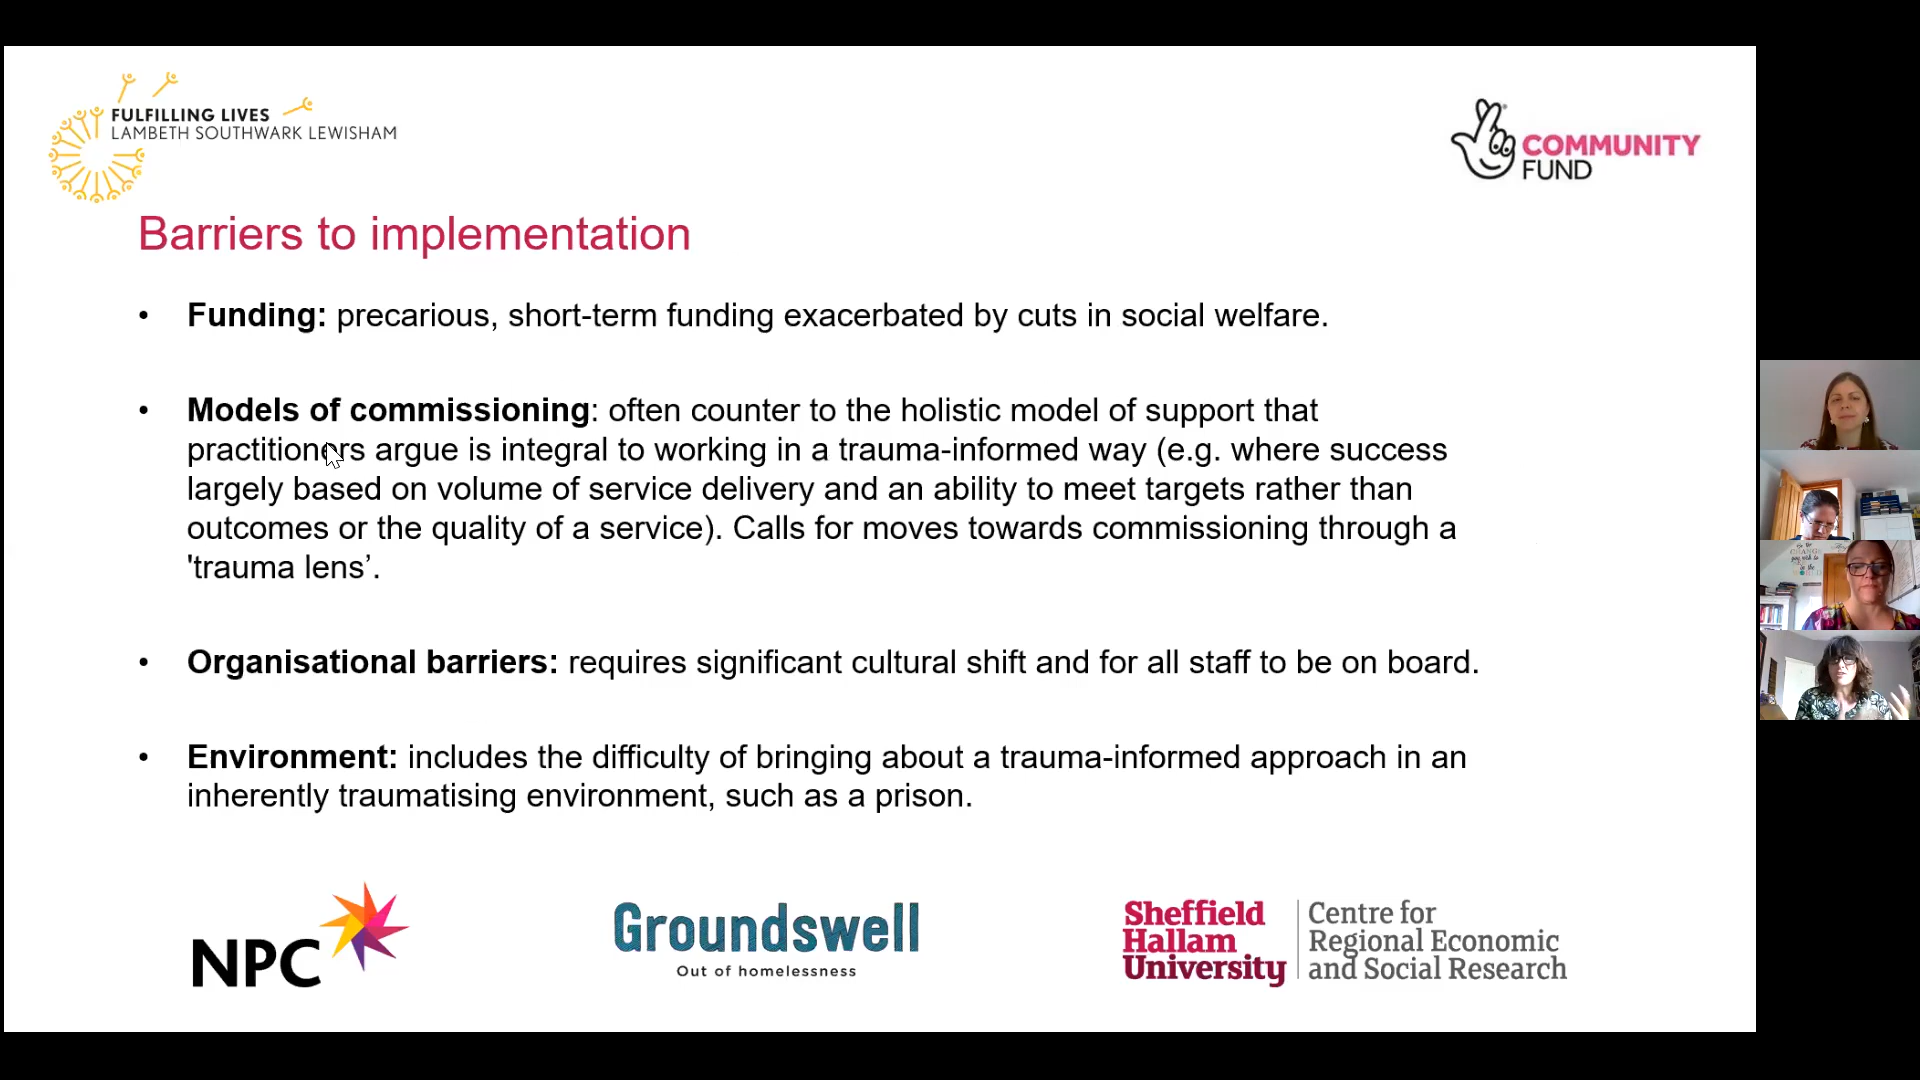 FULFILLING LIVES
LAMBETH SOUTHWARK LEWISHAM
COMMUNITY
FUND
Barriers to implementation
• Funding: precarious, short-term funding exacerbated by cuts in social welfare.
• Models of commissioning: often counter to the holistic model of support that
practitioners argue is integral to working in a trauma-informed way (e.g. where success
largely based on volume of service delivery and an ability to meet targets rather than
outcomes or the quality of a service). Calls for moves towards commissioning through a
'trauma lens’.
• Organisational barriers: requires significant cultural shift and for all staff to be on board.
• Environment: includes the difficulty of bringing about a trauma-informed approach in an
inherently traumatising environment, such as a prison.
NPC
Groundswell
Out of homelessness
Sheffield
Hallam
University
Centre for
Regional Economic
and Social Research